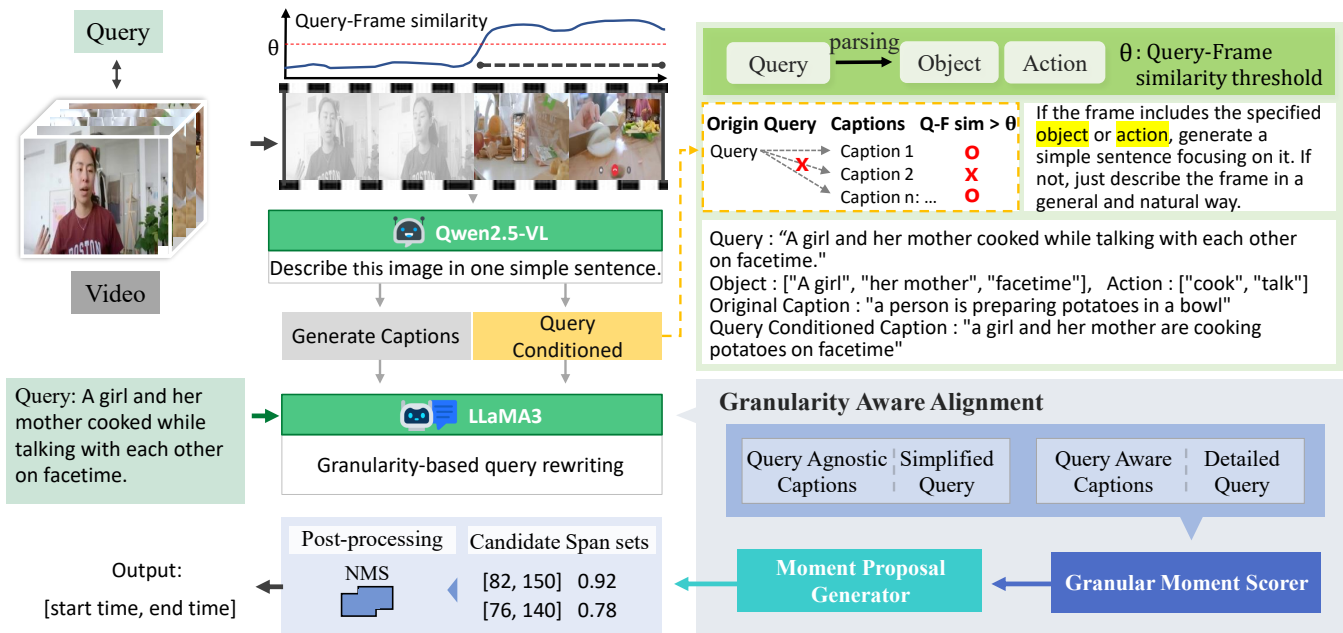 Query
Video
Query-Frame similarity
θ
Qwen2.5-VL
Describe this image in one simple sentence.
Generate Captions
Query
Conditioned
Query: A girl and her
mother cooked while
talking with each other
on facetime.
LLaMA3
Granularity-based query rewriting
Query
parsing
Object
Action
θ: Query-Frame
similarity threshold
Origin Query Captions Q-F sim > θ
Query Caption 1 O
X Caption 2 X
Caption n: ... O
If the frame includes the specified
object or action, generate a
simple sentence focusing on it. If
not, just describe the frame in a
general and natural way.
Query : “A girl and her mother cooked while talking with each other
on facetime."
Object : ["A girl", "her mother", "facetime"], Action : ["cook", "talk"]
Original Caption : "a person is preparing potatoes in a bowl"
Query Conditioned Caption : "a girl and her mother are cooking
potatoes on facetime"
Granularity Aware Alignment
Query Agnostic
Captions
Simplified
Query
Query Aware
Captions
Detailed
Query
Granular Moment Scorer
Moment Proposal
Generator
Candidate Span sets
[82, 150] 0.92
[76, 140] 0.78
Post-processing
NMS
Output:
[start time, end time]